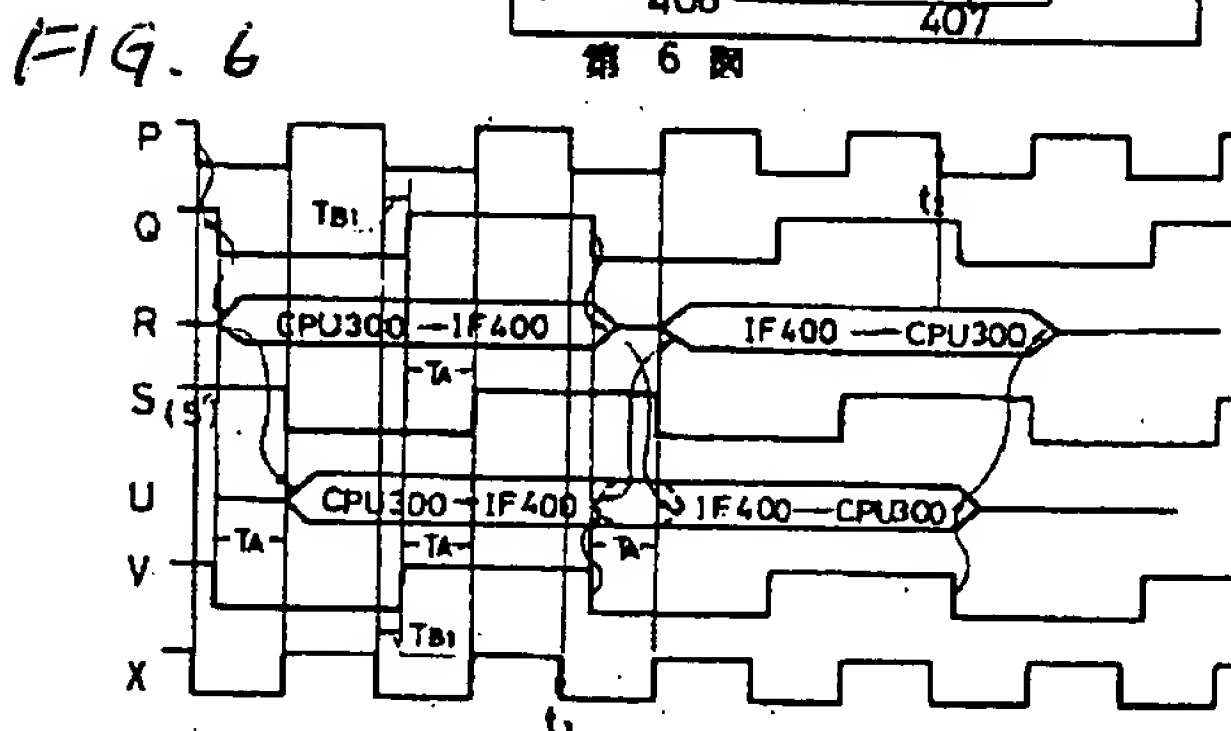 406
407
FIG. 6
第 6 図
P
TB1
t2
Q
R
CPU300 — IF400
IF400 — CPU300
TA
S (S')
U
CPU300 — IF400
IF400 — CPU300
TA
TA
TA
V
TB1
X
t1